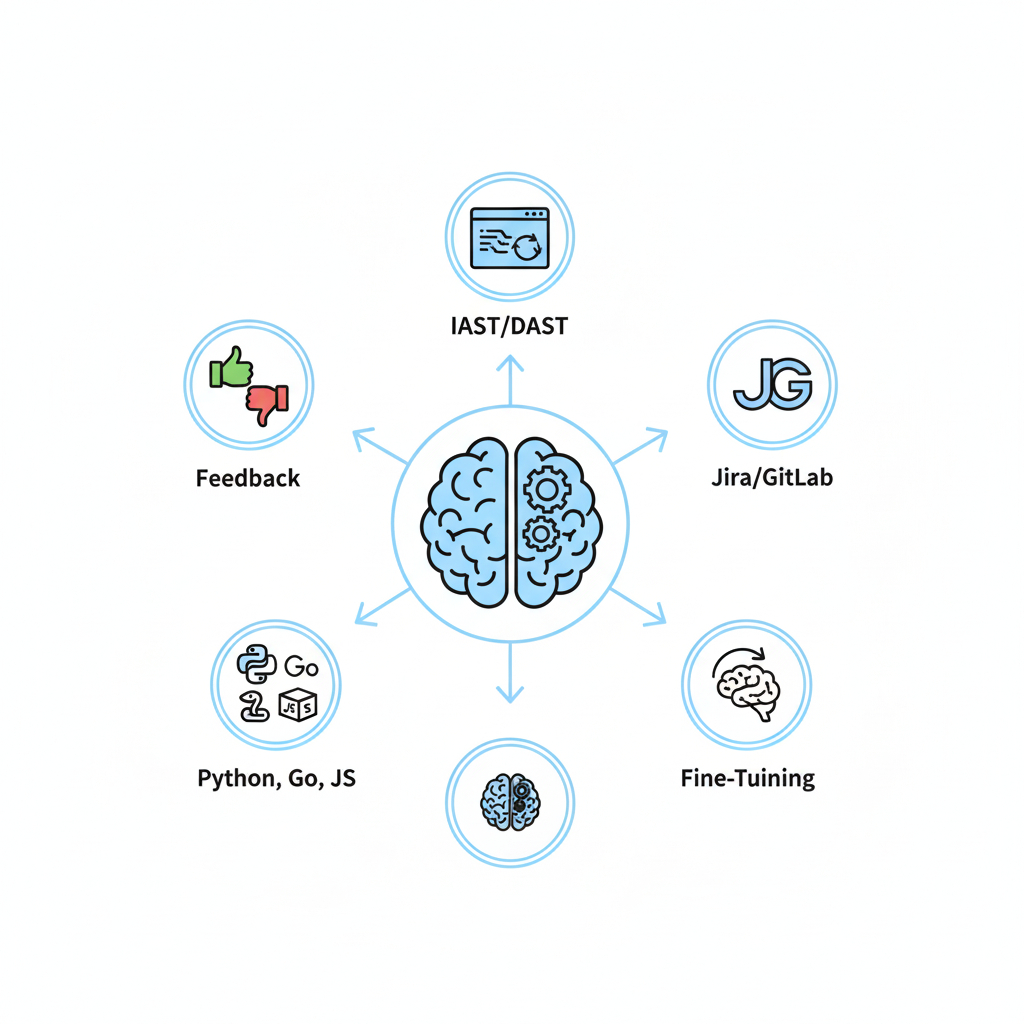 IAST/DAST
JG
Feedback
Jira/GitLab
Go
JS S
Python, Go, JS
Fine-Tuining